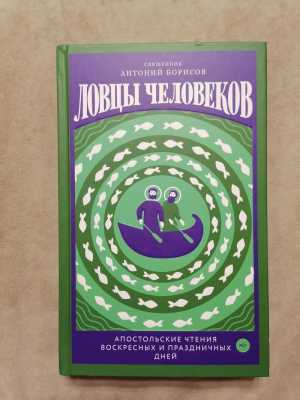 СВЯЩЕННИК
АНТОНИЙ БОРИСОВ
ЛОВЦЫ ЧЕЛОВЕКОВ
АПОСТОЛЬСКИЕ ЧТЕНИЯ
ВОСКРЕСНЫХ И ПРАЗДНИЧНЫХ
ДНЕЙ